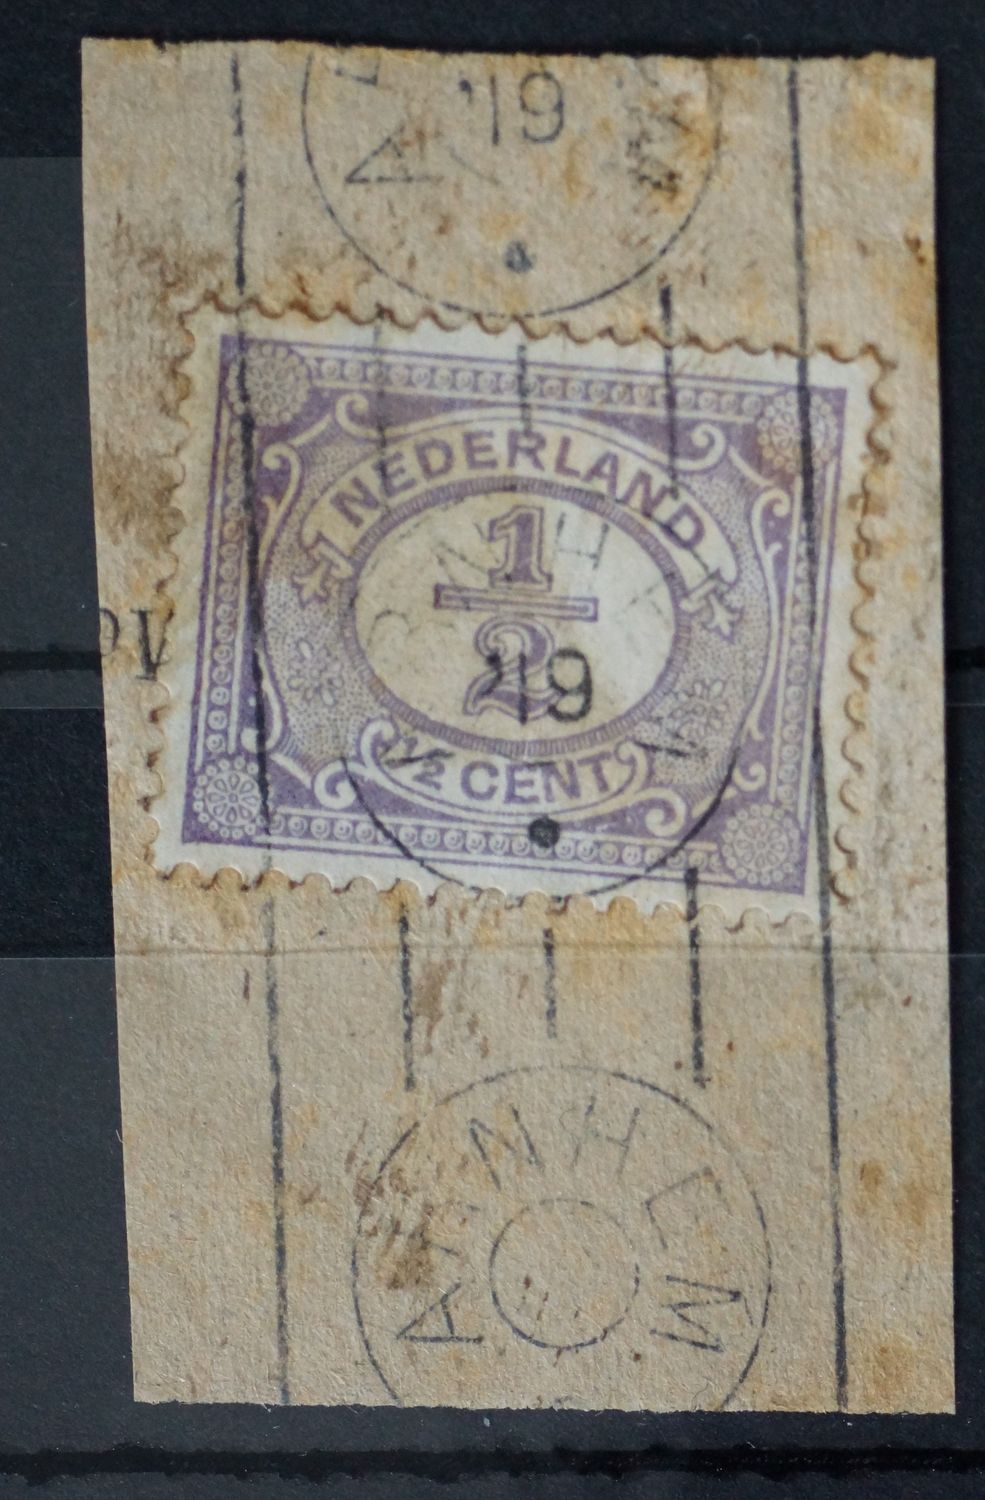 '19
NEDERLAND
1/2
'19
1/2 CENT
ARNHEM